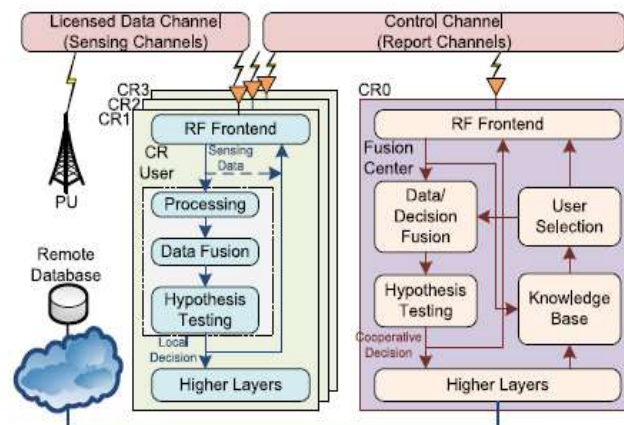 Licensed Data Channel
(Sensing Channels)
Control Channel
(Report Channels)
CR3
CR2
CR1
CR0
RF Frontend
CR
User
Sensing
Data
Processing
Data Fusion
Hypothesis
Testing
Local
Decision
Higher Layers
PU
Remote
Database
RF Frontend
Fusion
Center
Data/
Decision
Fusion
User
Selection
Hypothesis
Testing
Knowledge
Base
Cooperative
Decision
Higher Layers